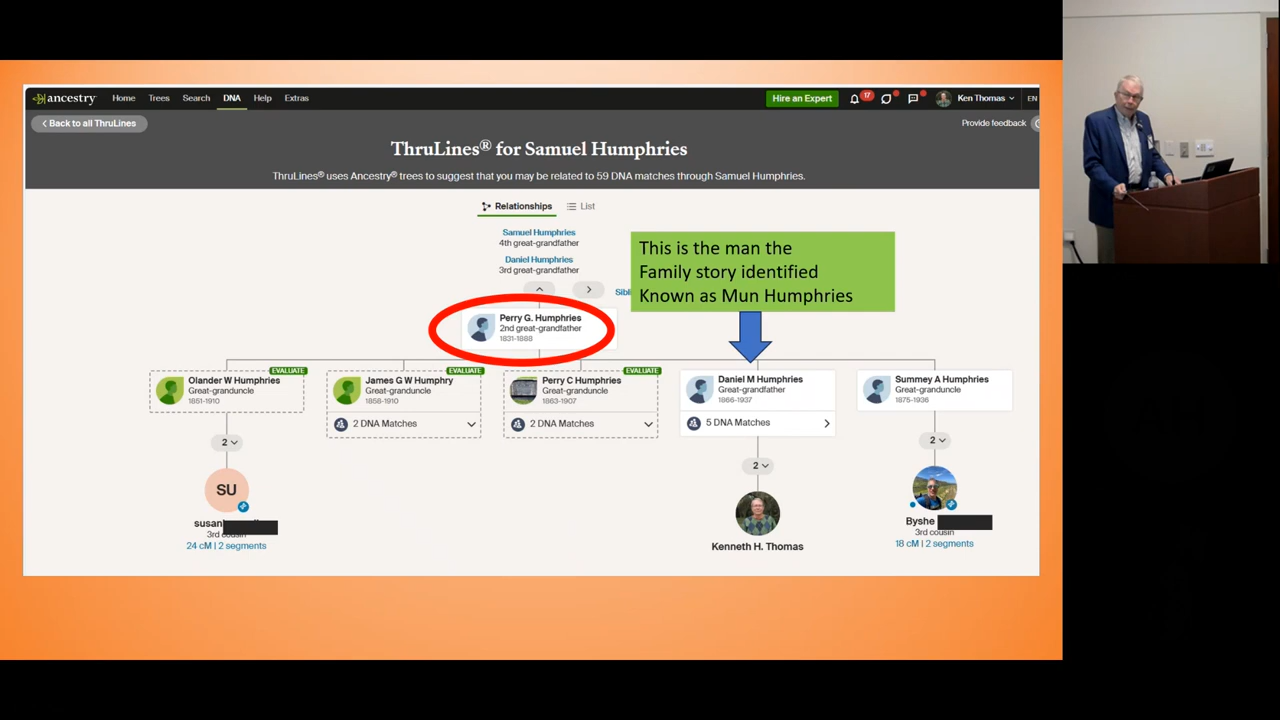 ancestry Home Trees Search DNA Help Extras Hire an Expert 17 Ken Thomas EN
Back to all ThruLines Provide feedback
ThruLines® for Samuel Humphries
ThruLines® uses Ancestry® trees to suggest that you may be related to 59 DNA matches through Samuel Humphries.
Relationships List
Samuel Humphries
4th great-grandfather
Daniel Humphries
3rd great-grandfather
This is the man the
Family story identified
Known as Mun Humphries
Perry G. Humphries
2nd great-grandfather
1831-1888
Olander W Humphries
Great-granduncle
1851-1910
EVALUATE
James G W Humphry
Great-granduncle
1858-1910
2 DNA Matches
EVALUATE
Perry C Humphries
Great-granduncle
1863-1907
2 DNA Matches
EVALUATE
Daniel M Humphries
Great-grandfather
1866-1937
5 DNA Matches
Summey A Humphries
Great-granduncle
1875-1936
2
SU
3rd cousin
24 cM | 2 segments
2
Kenneth H. Thomas
2
Byshe
3rd cousin
18 cM | 2 segments